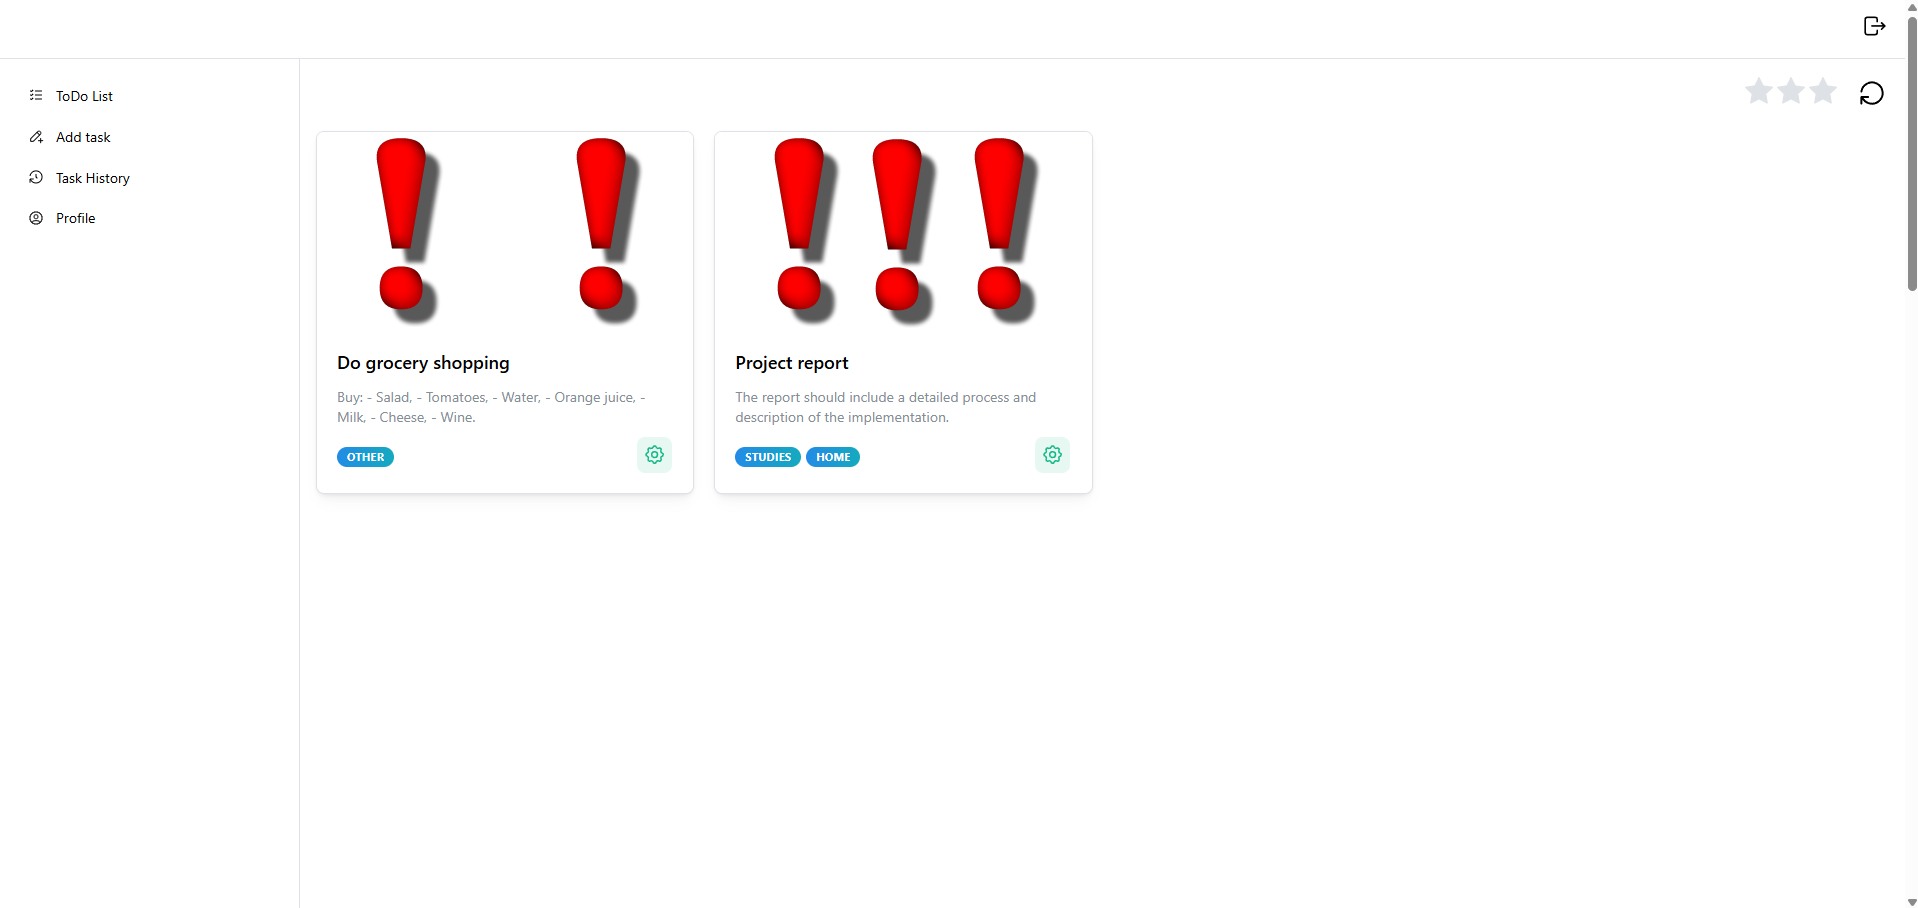 ToDo List
Add task
Task History
Profile
Do grocery shopping
Buy: - Salad, - Tomatoes, - Water, - Orange juice, -
Milk, - Cheese, - Wine.
OTHER
Project report
The report should include a detailed process and
description of the implementation.
STUDIES HOME